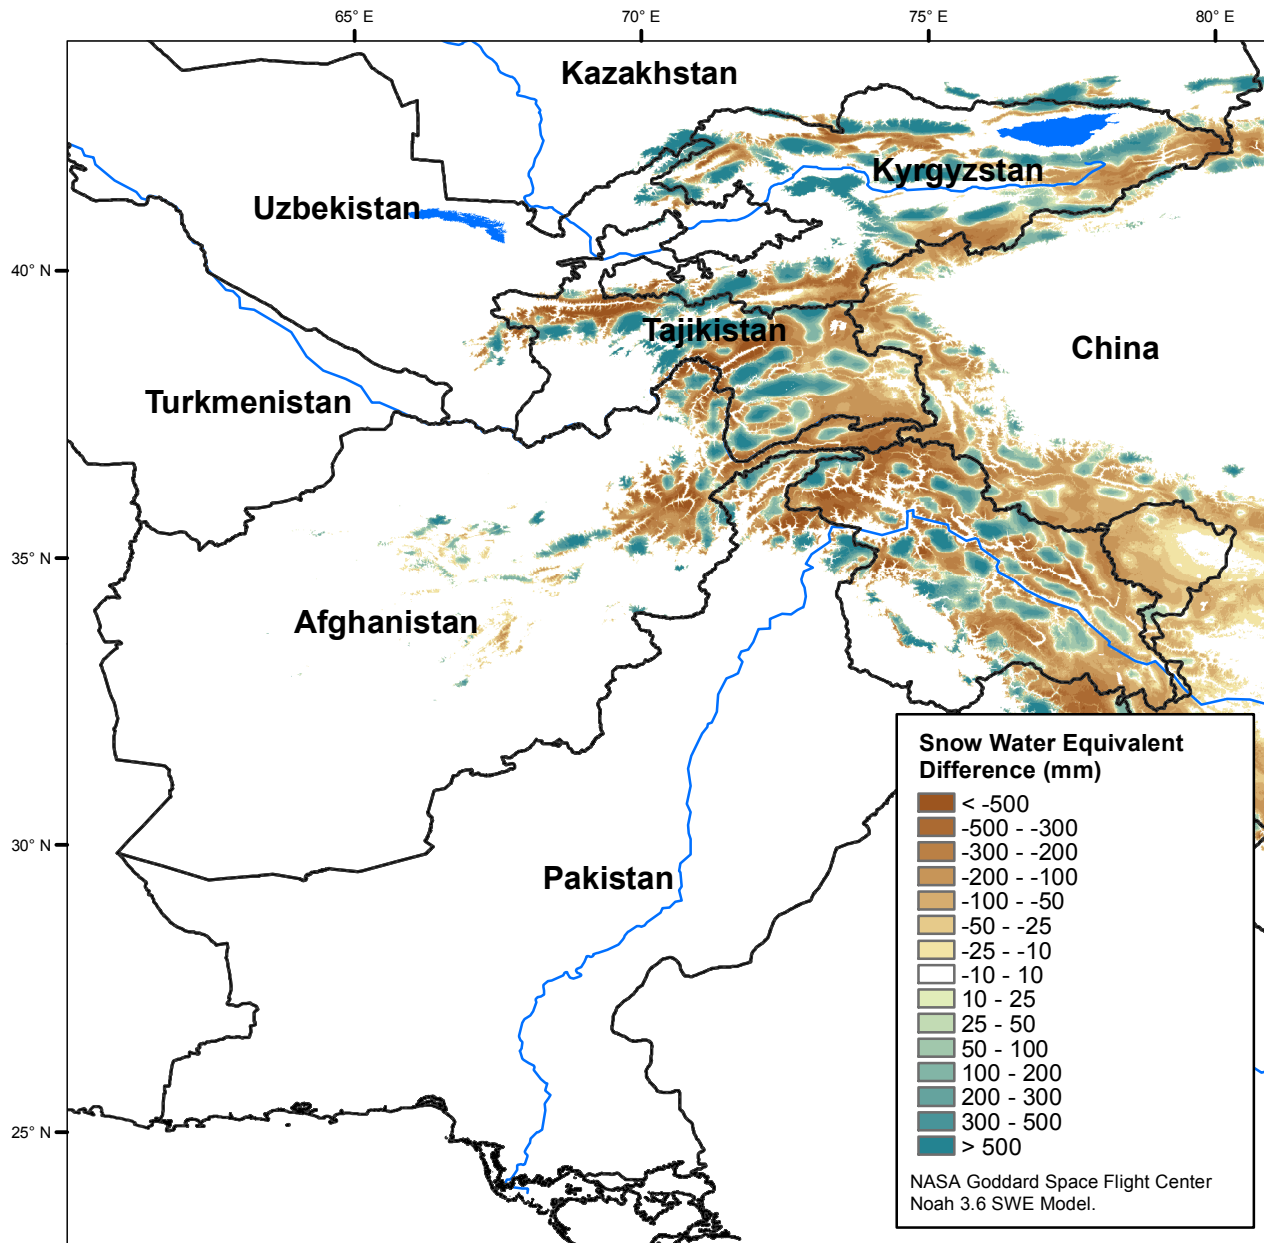 65° E
70° E
75° E
80° E
Kazakhstan
Kyrgyzstan
Uzbekistan
40° N
Tajikistan
China
Turkmenistan
35° N
Afghanistan
Snow Water Equivalent
Difference (mm)
< -500
-500 - -300
-300 - -200
-200 - -100
-100 - -50
-50 - -25
-25 - -10
-10 - 10
10 - 25
25 - 50
50 - 100
100 - 200
200 - 300
300 - 500
> 500
30° N
Pakistan
25° N
NASA Goddard Space Flight Center
Noah 3.6 SWE Model.